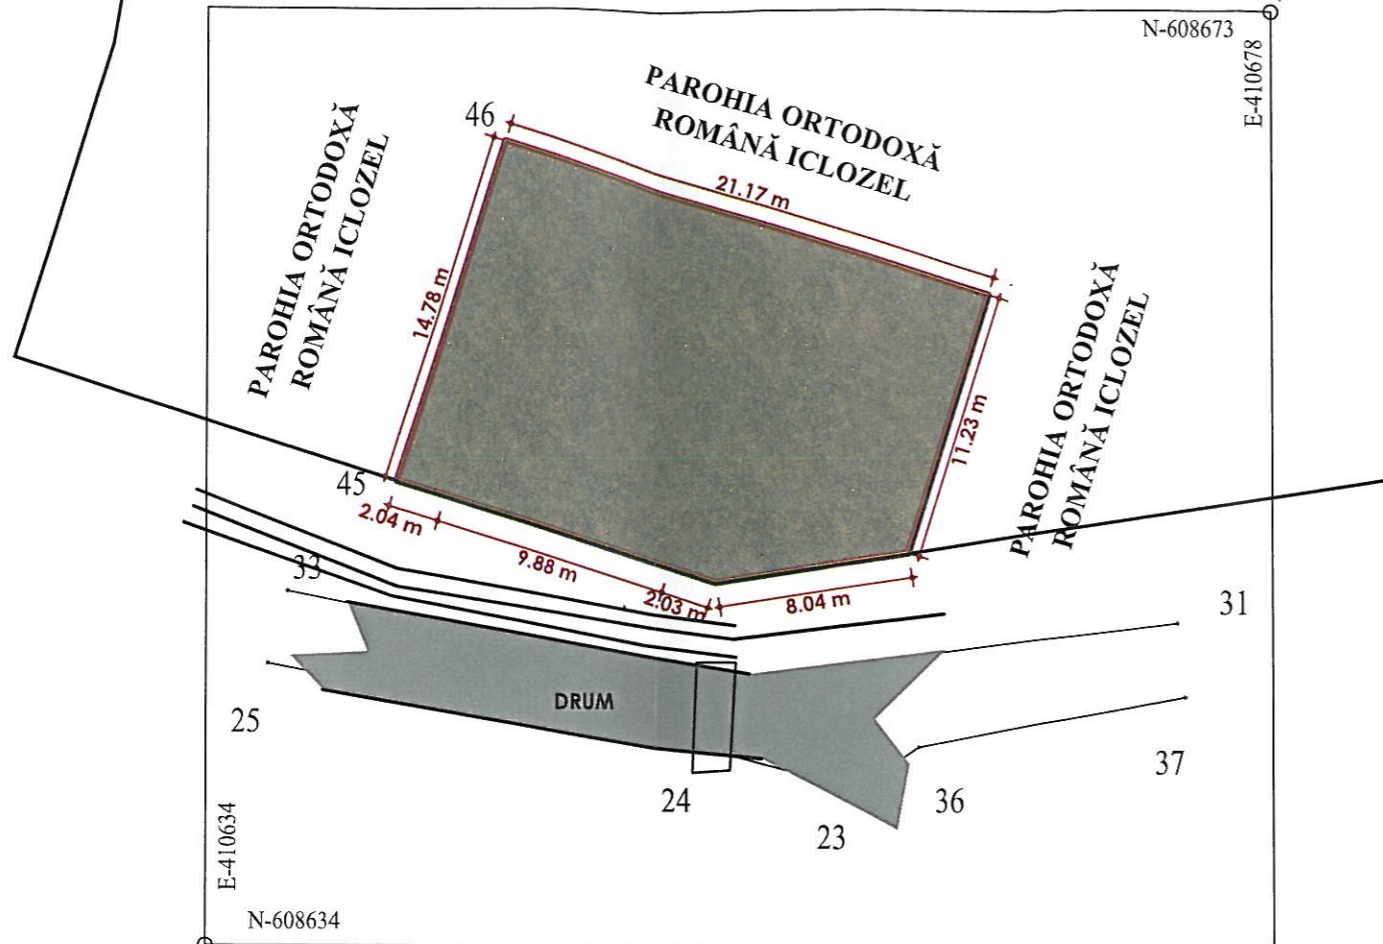 N-608673
E-410678
46
PAROHIA ORTODOXĂ
ROMÂNĂ ICLOZEL
21.17 m
PAROHIA ORTODOXĂ
ROMÂNĂ ICLOZEL
14.78 m
PAROHIA ORTODOXĂ
ROMÂNĂ ICLOZEL
11.23 m
45
2.04 m
9.88 m
2.03 m
8.04 m
33
31
DRUM
25
24
23
36
37
E-410634
N-608634